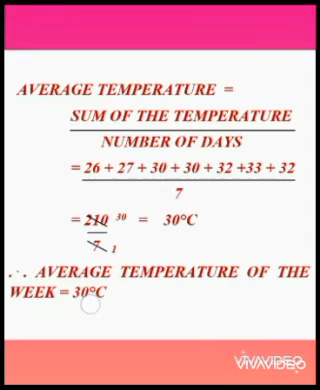 AVERAGE TEMPERATURE =
SUM OF THE TEMPERATURE
NUMBER OF DAYS
= 26 + 27 + 30 + 30 + 32 +33 + 32
7
= 210 30 = 30°C
7 1
.·. AVERAGE TEMPERATURE OF THE
WEEK = 30°C
VIVAVIDEO
VIVAVIDEO